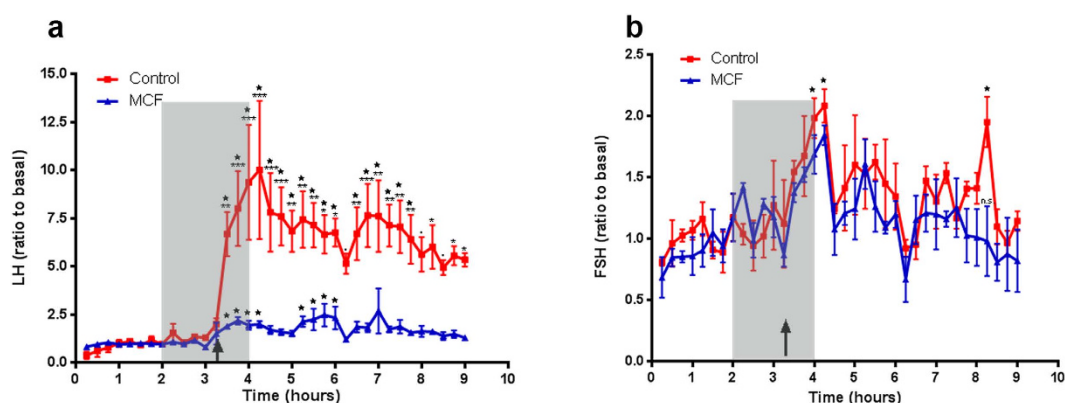 a
LH (ratio to basal)
15.0
12.5
10.0
7.5
5.0
2.5
0.0
Control
MCF
0 1 2 3 4 5 6 7 8 9 10
Time (hours)
b
FSH (ratio to basal)
2.5
2.0
1.5
1.0
0.5
0.0
Control
MCF
n.s
0 1 2 3 4 5 6 7 8 9 10
Time (hours)